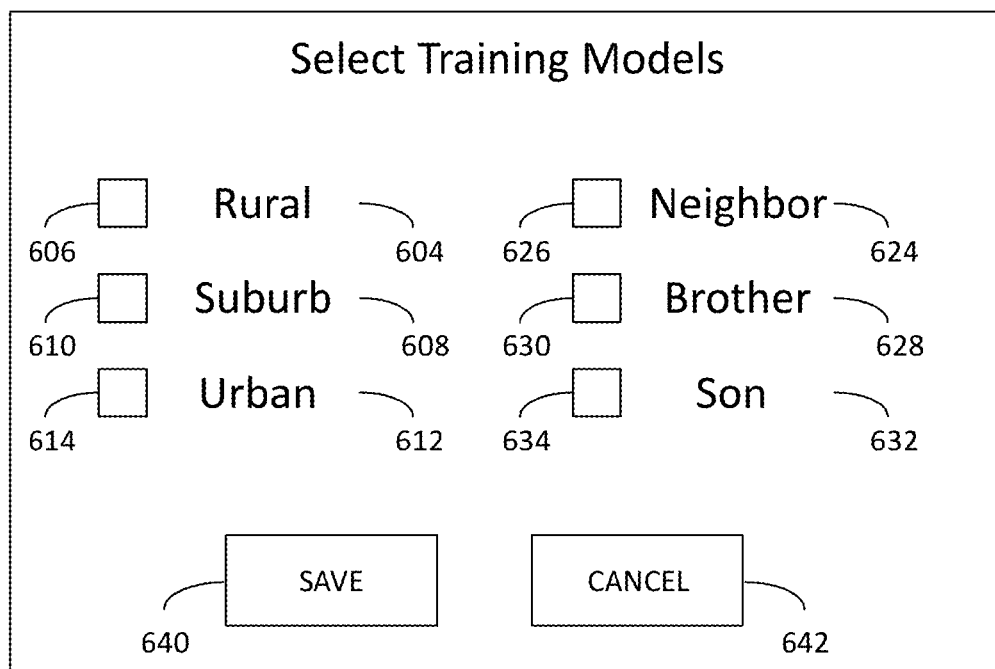 Select Training Models
Rural Neighbor
606 604 626 624
Suburb Brother
610 608 630 628
Urban Son
614 612 634 632
SAVE CANCEL
640 642